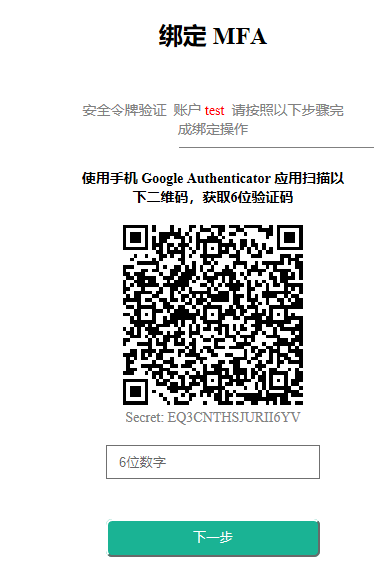 绑定 MFA
安全令牌验证 账户 test 请按照以下步骤完
成绑定操作
使用手机 Google Authenticator 应用扫描以
下二维码，获取6位验证码
Secret: EQ3CNTHSJURII6YV
6位数字
下一步